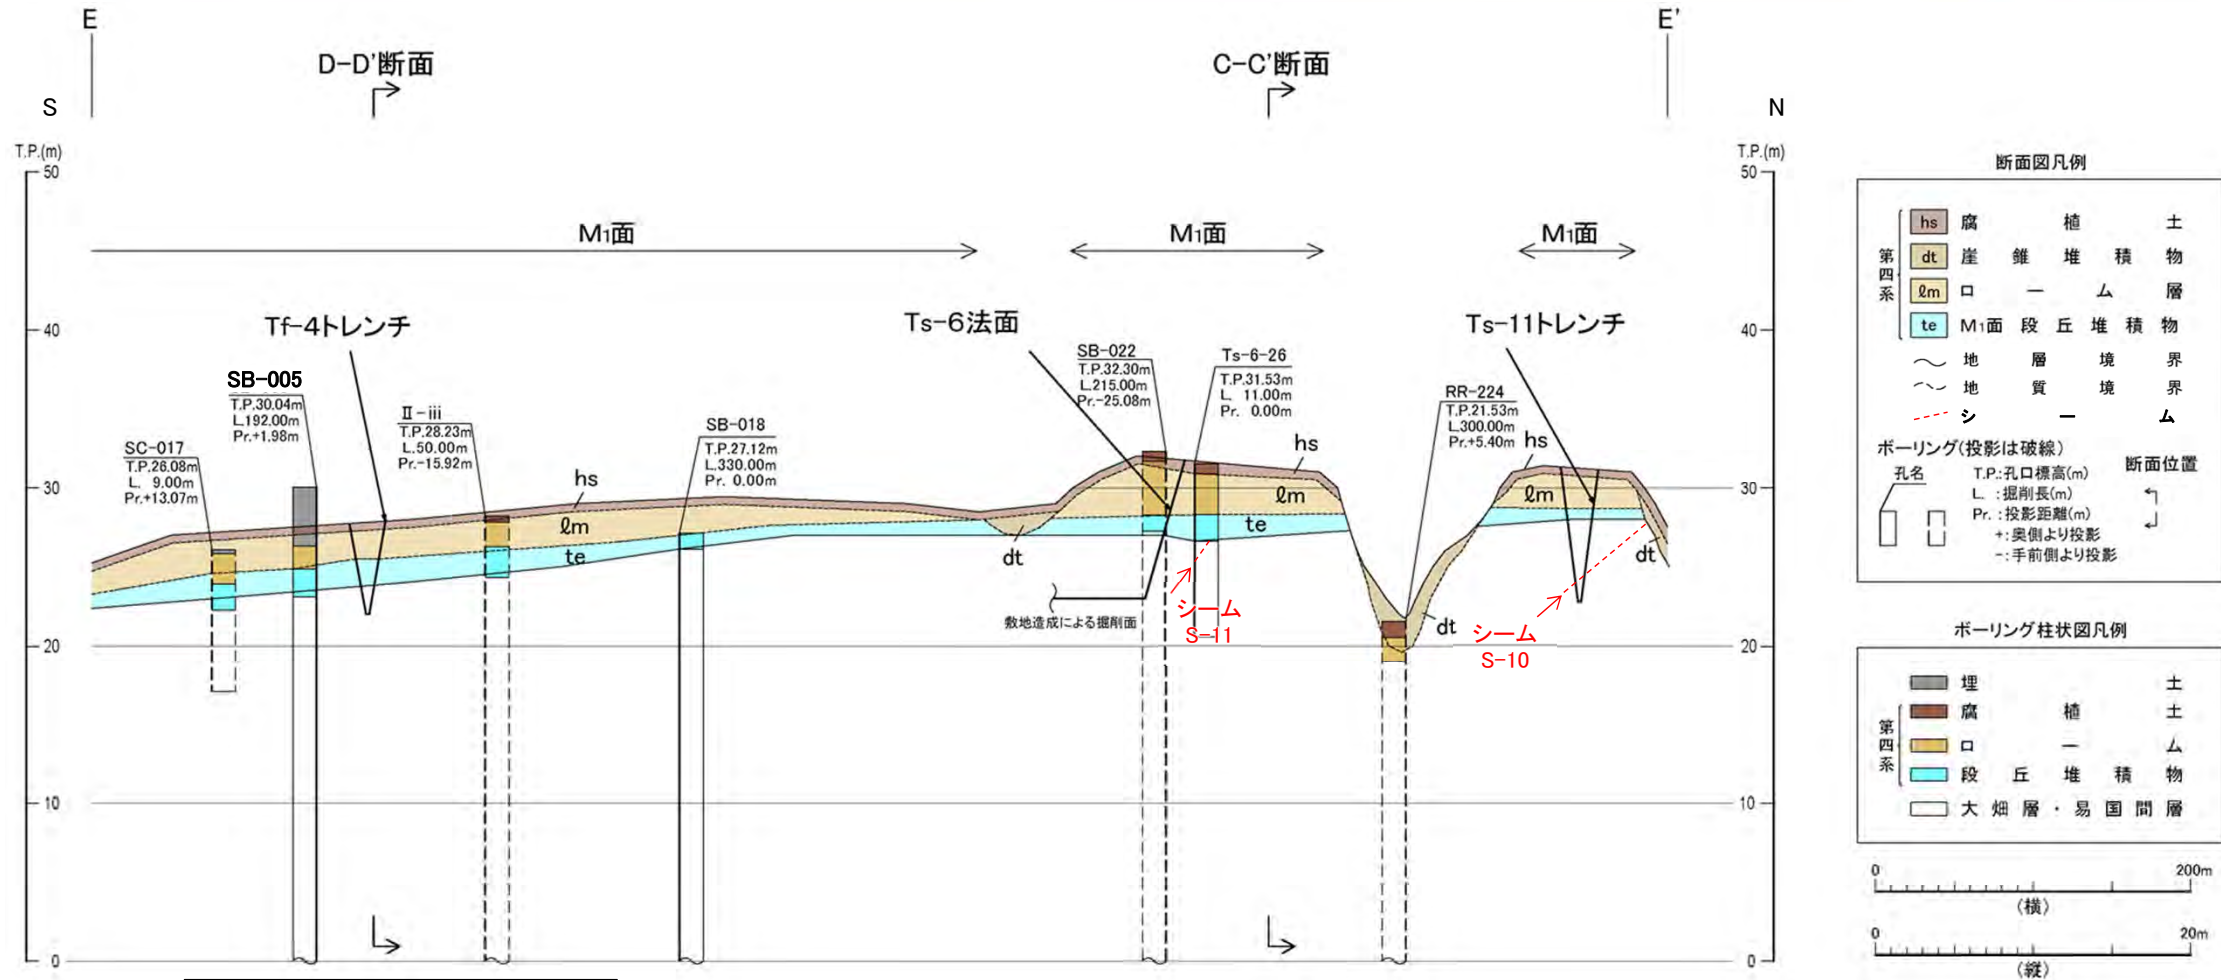 E
E'
D-D'断面
C-C'断面
S
N
T.P.(m)
T.P.(m)
50
50
M1面
M1面
M1面
40
40
Tf-4トレンチ
Ts-6法面
Ts-11トレンチ
SB-005
T.P.30.04m
L.192.00m
Pr.+1.98m
SC-017
T.P.26.08m
L. 9.00m
Pr.+13.07m
Ⅱ-iii
T.P.28.23m
L.50.00m
Pr.-15.92m
SB-018
T.P.27.12m
L.330.00m
Pr. 0.00m
SB-022
T.P.32.30m
L.215.00m
Pr.-25.08m
Ts-6-26
T.P.31.53m
L. 11.00m
Pr. 0.00m
RR-224
T.P.21.53m
L.300.00m
Pr.+5.40m
hs
hs
hs
30
30
ℓm
ℓm
ℓm
te
te
dt
dt
dt
敷地造成による掘削面
シーム
S-11
シーム
S-10
20
20
10
10
0
0
断面図凡例
第四系
hs 腐植土
dt 崖錐堆積物
ℓm ローム層
te M1面段丘堆積物
地層境界
地質境界
シーム
ボーリング(投影は破線)
孔名
T.P.:孔口標高(m)
L. :掘削長(m)
Pr. :投影距離(m)
+:奥側より投影
-:手前側より投影
断面位置
ボーリング柱状図凡例
埋土
第四系
腐植土
ローム
段丘堆積物
大畑層・易国間層
0 200m
(横)
0 20m
(縦)